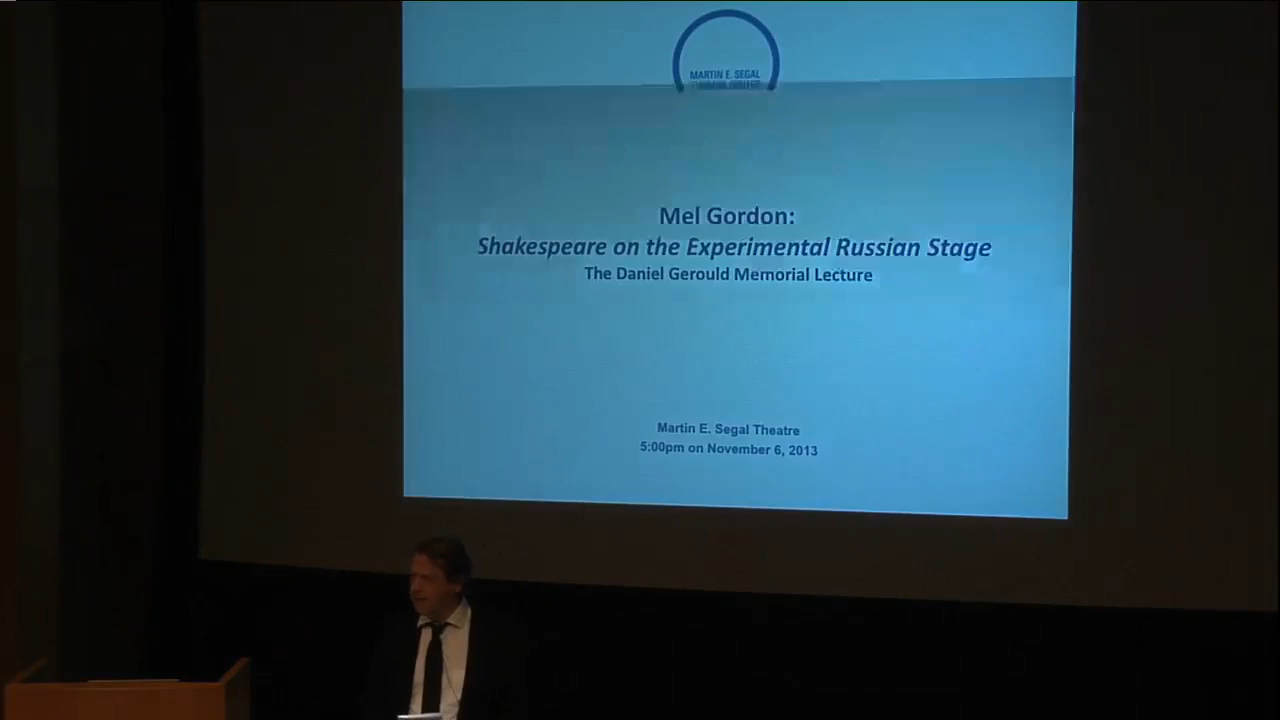 MARTIN E. SEGAL
Mel Gordon:
Shakespeare on the Experimental Russian Stage
The Daniel Gerould Memorial Lecture
Martin E. Segal Theatre
5:00pm on November 6, 2013